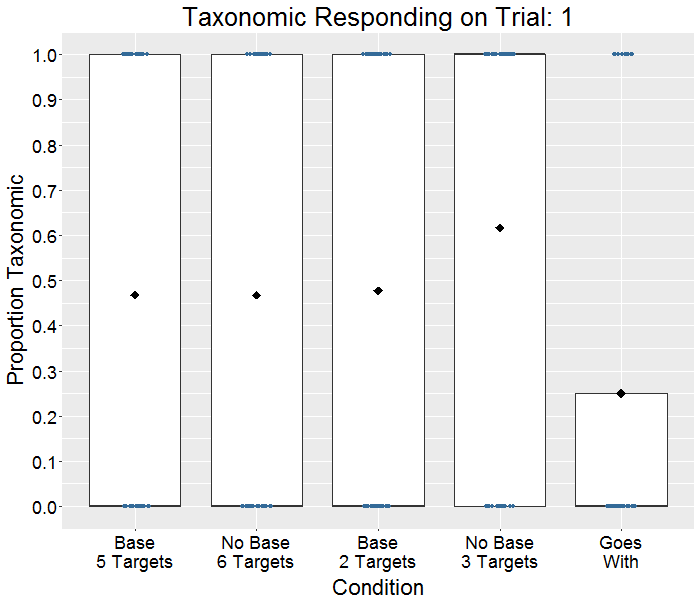 Taxonomic Responding on Trial: 1
Proportion Taxonomic
1.0
0.9
0.8
0.7
0.6
0.5
0.4
0.3
0.2
0.1
0.0
Base
5 Targets
No Base
6 Targets
Base
2 Targets
No Base
3 Targets
Goes
With
Condition